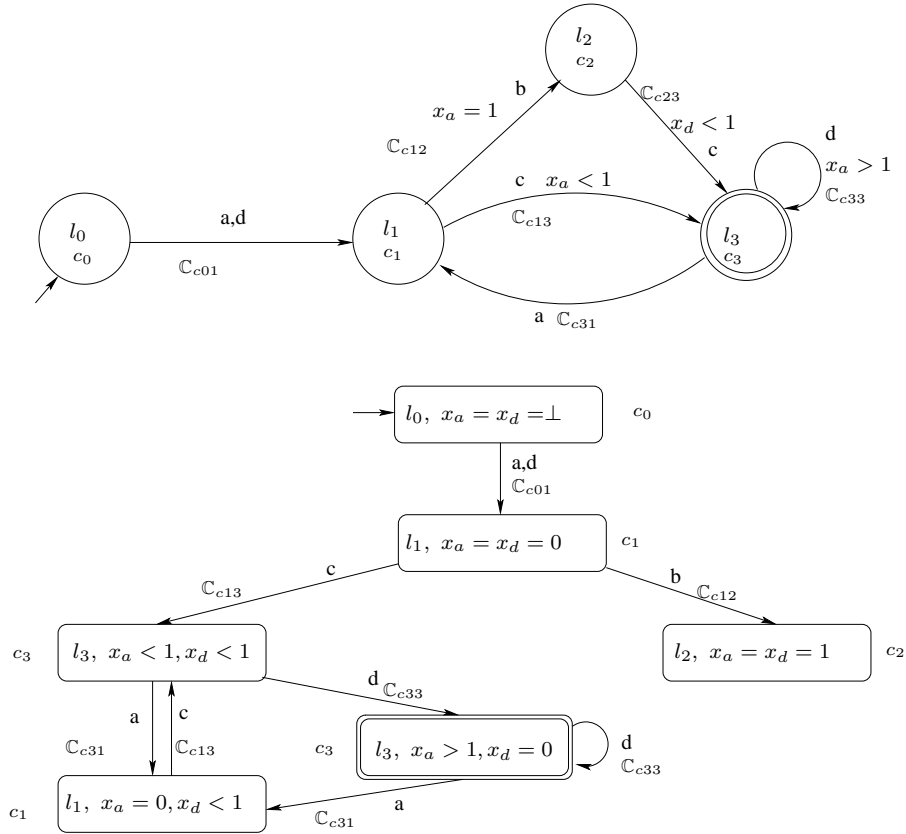 l₂
c₂
b
ℂ_c23
x_a = 1
x_d < 1
d
ℂ_c12
c
x_a > 1
c x_a < 1
ℂ_c33
a,d
l₀
c₀
l₁
c₁
ℂ_c13
l₃
c₃
ℂ_c01
a ℂ_c31
l₀, x_a = x_d =⊥ c₀
a,d
ℂ_c01
l₁, x_a = x_d = 0 c₁
c
b
ℂ_c13
ℂ_c12
c₃ l₃, x_a < 1, x_d < 1
l₂, x_a = x_d = 1 c₂
d ℂ_c33
a
c
ℂ_c31
ℂ_c13
c₃ l₃, x_a > 1, x_d = 0
d
ℂ_c33
c₁ l₁, x_a = 0, x_d < 1
a
ℂ_c31